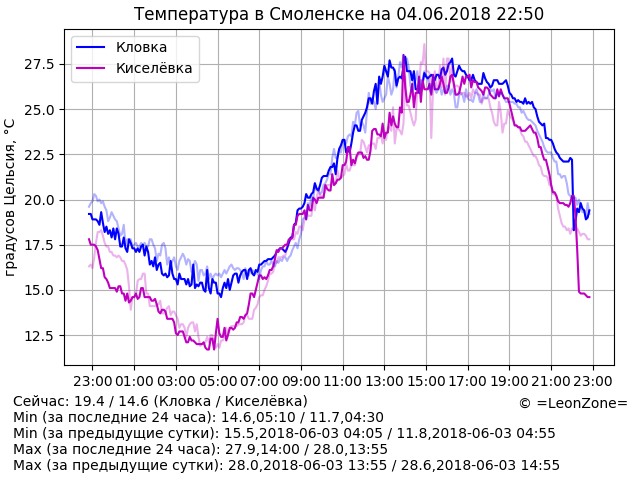 Температура в Смоленске на 04.06.2018 22:50
Кловка
Киселёвка
градусов Цельсия, °C
27.5
25.0
22.5
20.0
17.5
15.0
12.5
23:00 01:00 03:00 05:00 07:00 09:00 11:00 13:00 15:00 17:00 19:00 21:00 23:00
Сейчас: 19.4 / 14.6 (Кловка / Киселёвка)
© =LeonZone=
Min (за последние 24 часа): 14.6,05:10 / 11.7,04:30
Min (за предыдущие сутки): 15.5,2018-06-03 04:05 / 11.8,2018-06-03 04:55
Max (за последние 24 часа): 27.9,14:00 / 28.0,13:55
Max (за предыдущие сутки): 28.0,2018-06-03 13:55 / 28.6,2018-06-03 14:55